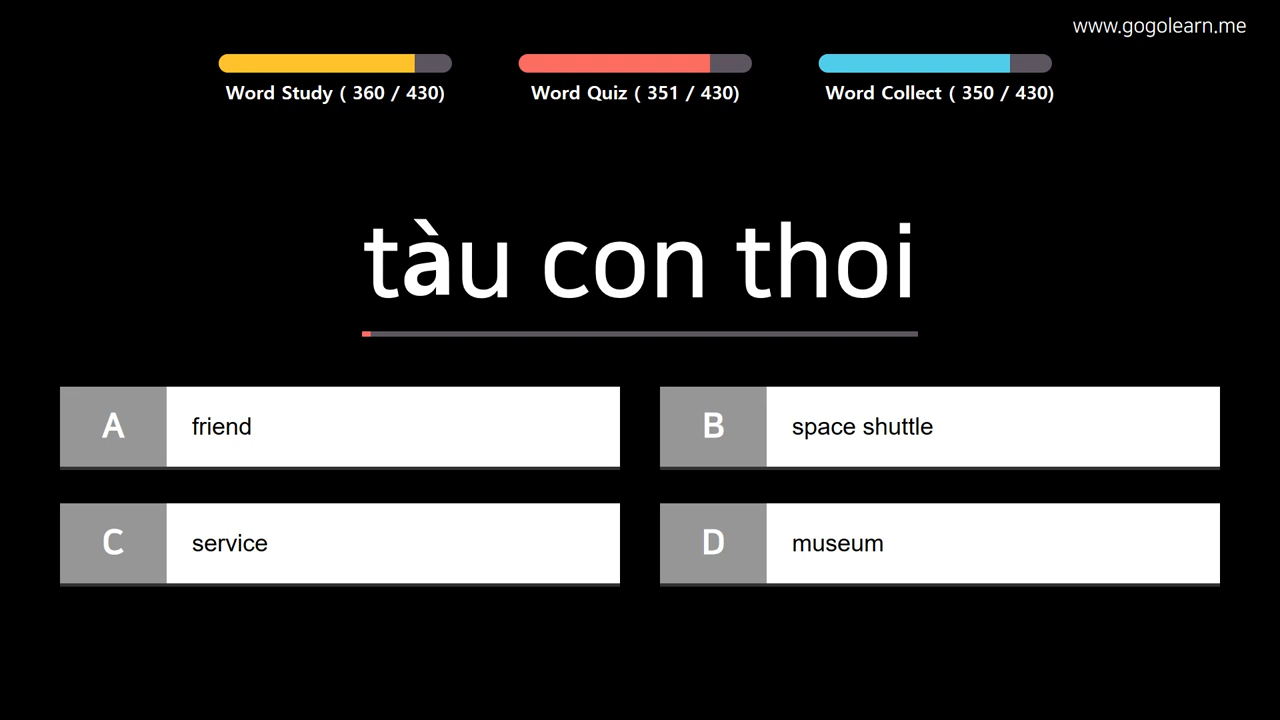 www.gogolearn.me
Word Study ( 360 / 430)
Word Quiz ( 351 / 430)
Word Collect ( 350 / 430)
tàu con thoi
A friend
B space shuttle
C service
D museum